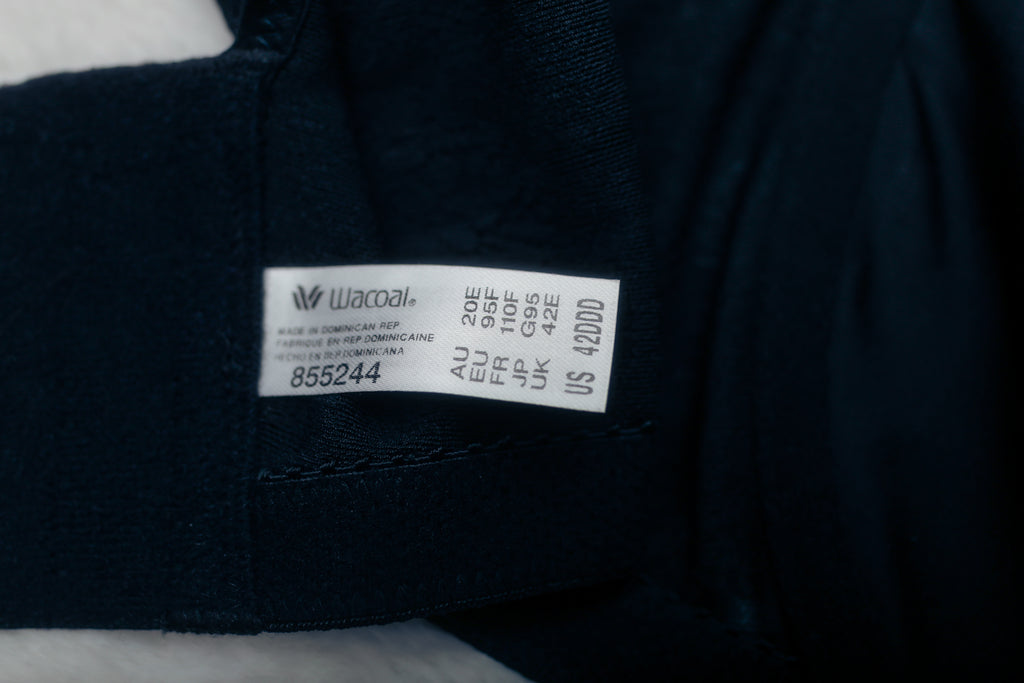 Wacoal®
MADE IN DOMINICAN REP
FABRIQUE EN REP DOMINICAINE
HECHO EN REP DOMINICANA
855244
AU 20E
EU 95F
FR 110F
JP G95
UK 42E
US 42DDD